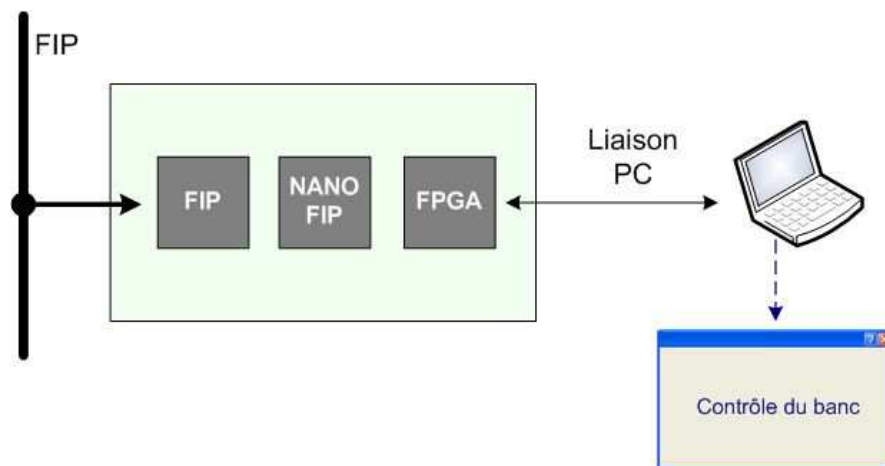 FIP
FIP
NANO
FIP
FPGA
Liaison
PC
Contrôle du banc